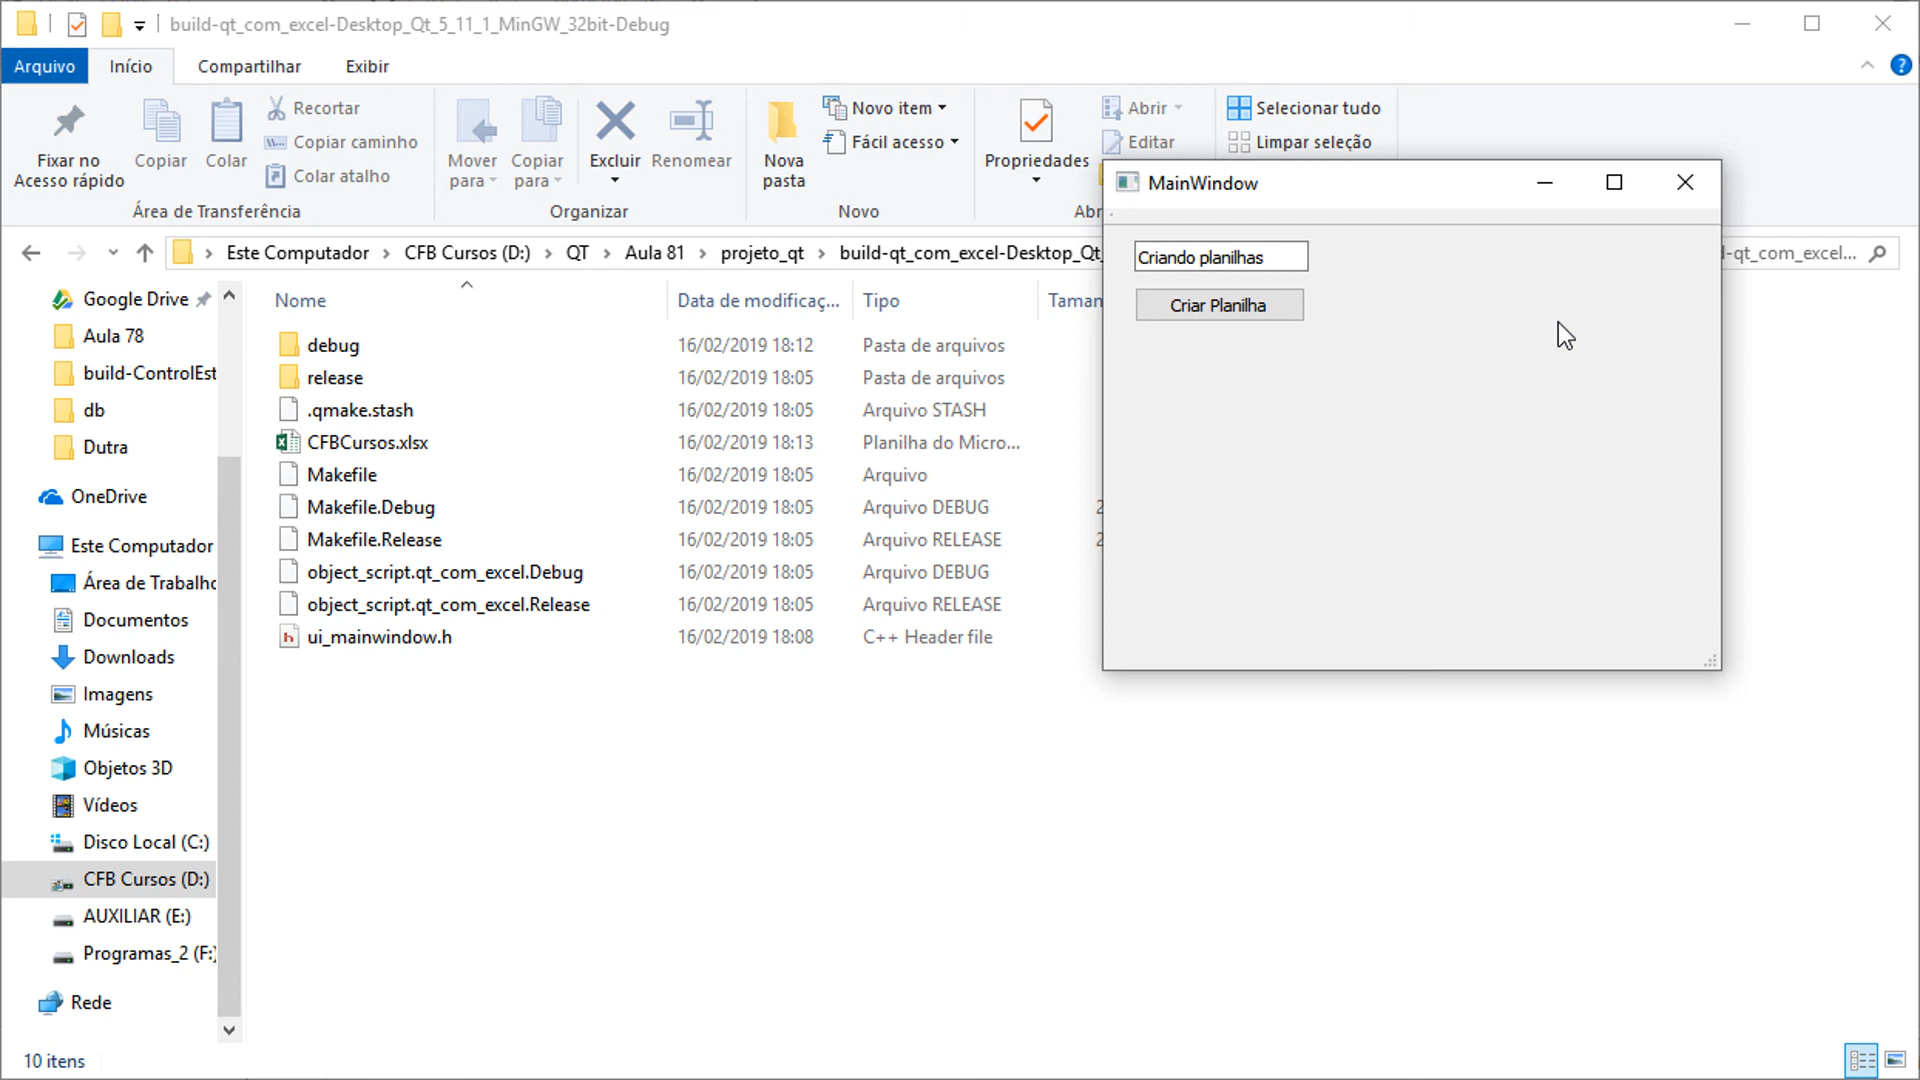 build-qt_com_excel-Desktop_Qt_5_11_1_MinGW_32bit-Debug
Arquivo
Início
Compartilhar
Exibir
Fixar no
Acesso rápido
Copiar
Colar
Recortar
Copiar caminho
Colar atalho
Área de Transferência
Mover
para
Copiar
para
Excluir
Renomear
Organizar
Nova
pasta
Novo item
Fácil acesso
Novo
Propriedades
Abrir
Editar
Abr
Selecionar tudo
Limpar seleção
Este Computador
CFB Cursos (D:)
QT
Aula 81
projeto_qt
build-qt_com_excel-Desktop_Qt_
-qt_com_excel...
Google Drive
Aula 78
build-ControlEst
db
Dutra
OneDrive
Este Computador
Área de Trabalho
Documentos
Downloads
Imagens
Músicas
Objetos 3D
Vídeos
Disco Local (C:)
CFB Cursos (D:)
AUXILIAR (E:)
Programas_2 (F:)
Rede
Nome
Data de modificaç...
Tipo
Taman
debug 16/02/2019 18:12 Pasta de arquivos
release 16/02/2019 18:05 Pasta de arquivos
.qmake.stash 16/02/2019 18:05 Arquivo STASH
CFBCursos.xlsx 16/02/2019 18:13 Planilha do Micro...
Makefile 16/02/2019 18:05 Arquivo
Makefile.Debug 16/02/2019 18:05 Arquivo DEBUG 2
Makefile.Release 16/02/2019 18:05 Arquivo RELEASE 2
object_script.qt_com_excel.Debug 16/02/2019 18:05 Arquivo DEBUG
object_script.qt_com_excel.Release 16/02/2019 18:05 Arquivo RELEASE
ui_mainwindow.h 16/02/2019 18:08 C++ Header file
MainWindow
Criando planilhas
Criar Planilha
10 itens